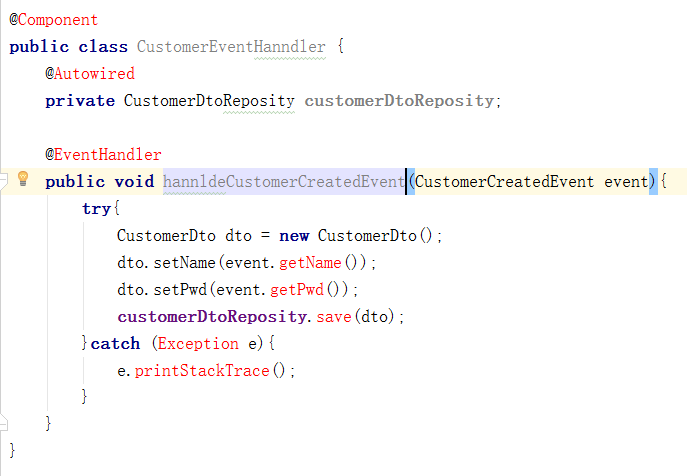 @Component
public class CustomerEventHanndler {
    @Autowired
    private CustomerDtoReposity customerDtoReposity;

    @EventHandler
    public void hannldeCustomerCreatedEvent(CustomerCreatedEvent event){
        try{
            CustomerDto dto = new CustomerDto();
            dto.setName(event.getName());
            dto.setPwd(event.getPwd());
            customerDtoReposity.save(dto);
        }catch (Exception e){
            e.printStackTrace();
        }
    }
}